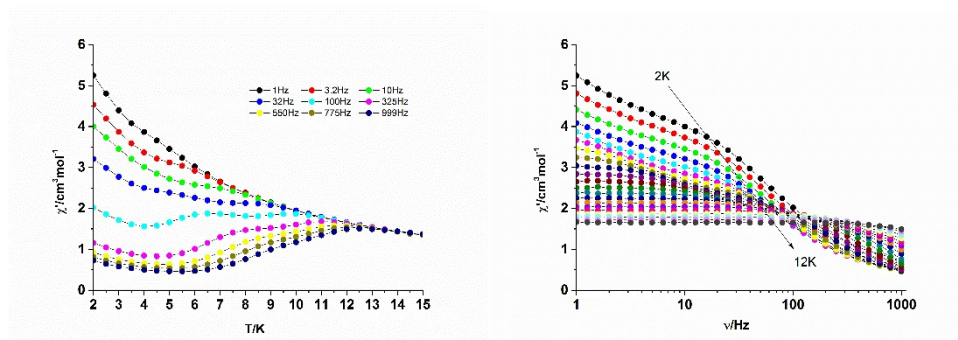 6
5
4
3
2
1
0
χ'/cm³mol⁻¹
1Hz 3.2Hz 10Hz
32Hz 100Hz 325Hz
550Hz 775Hz 999Hz
2 3 4 5 6 7 8 9 10 11 12 13 14 15
T/K
6
5
4
3
2
1
0
χ'/cm³mol⁻¹
2K
12K
1 10 100 1000
ν/Hz